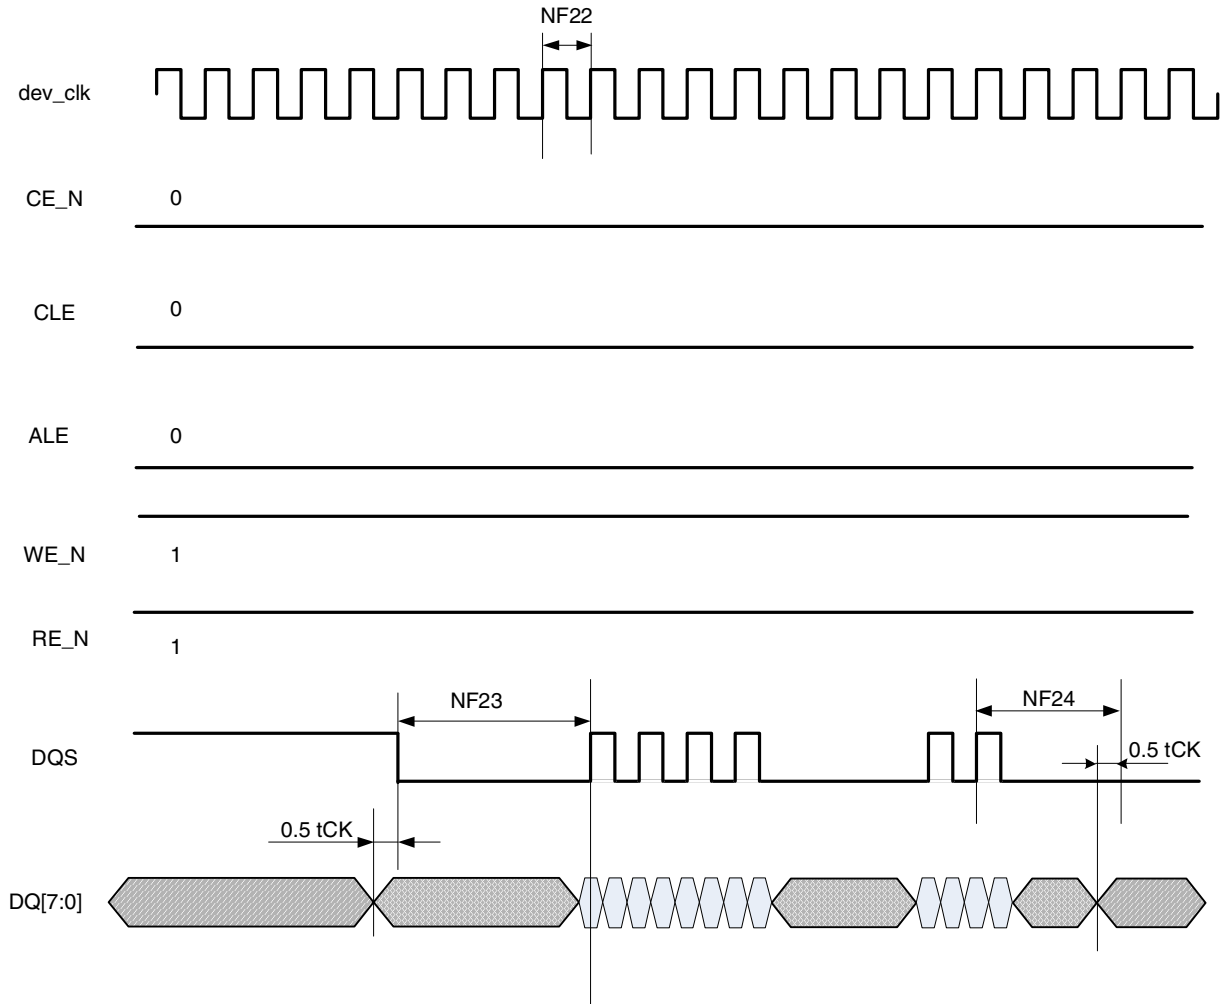 NF22
dev_clk
CE_N 0
CLE 0
ALE 0
WE_N 1
RE_N 1
NF23 NF24
DQS 0.5 tCK
0.5 tCK
DQ[7:0]